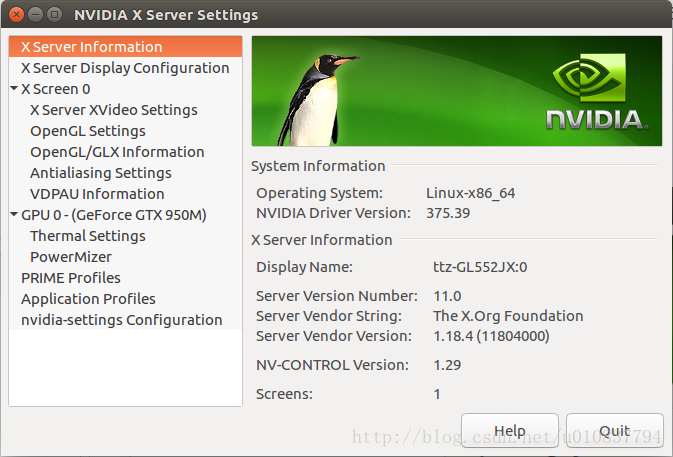 NVIDIA X Server Settings
X Server Information
X Server Display Configuration
X Screen 0
X Server XVideo Settings
OpenGL Settings
OpenGL/GLX Information
Antialiasing Settings
VDPAU Information
GPU 0 - (GeForce GTX 950M)
Thermal Settings
PowerMizer
PRIME Profiles
Application Profiles
nvidia-settings Configuration
NVIDIA.
System Information
Operating System: Linux-x86_64
NVIDIA Driver Version: 375.39
X Server Information
Display Name: ttz-GL552JX:0
Server Version Number: 11.0
Server Vendor String: The X.Org Foundation
Server Vendor Version: 1.18.4 (11804000)
NV-CONTROL Version: 1.29
Screens: 1
Help Quit
http://blog.csdn.net/u010837794